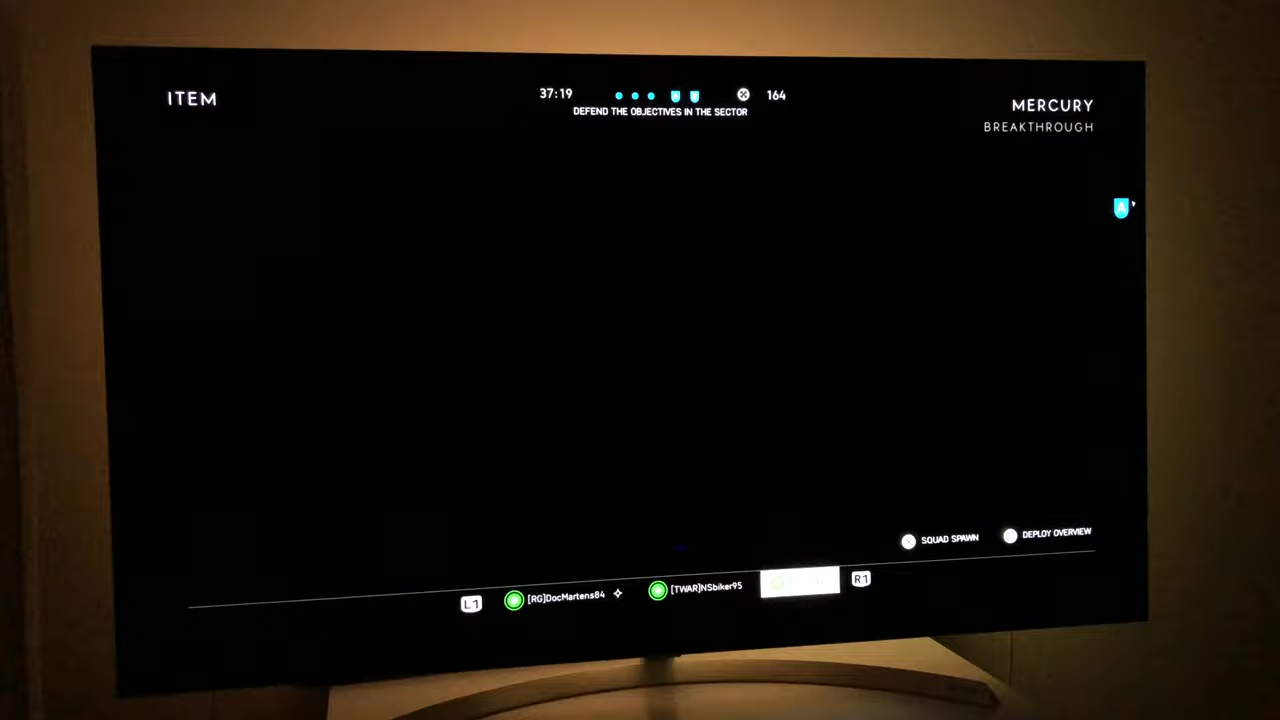 ITEM
37:19
164
DEFEND THE OBJECTIVES IN THE SECTOR
MERCURY
BREAKTHROUGH
A
SQUAD SPAWN
DEPLOY OVERVIEW
L1
[RG]DocMartens84
[TWAR]NSbiker95
R1